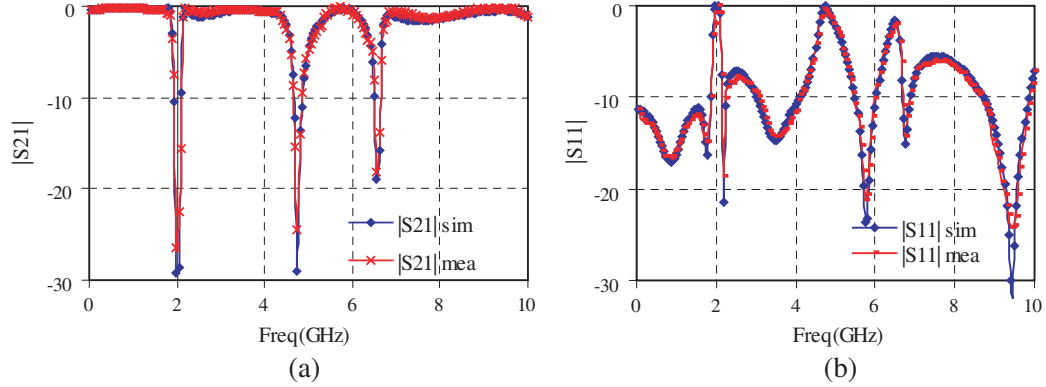 0
-10
-20
-30
|S21|
|S21| sim
|S21| mea
0 2 4 6 8 10
Freq(GHz)
(a)
0
-10
-20
-30
|S11|
|S11| sim
|S11| mea
0 2 4 6 8 10
Freq(GHz)
(b)